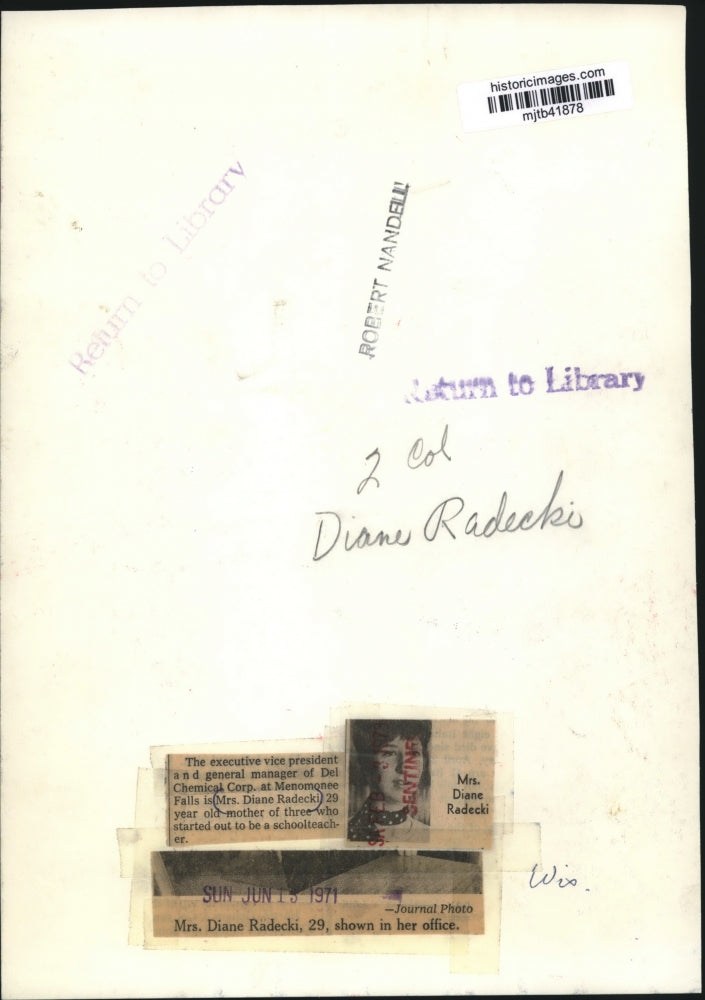 historicimages.com
mjtb41878
Return to Library
ROBERT NANDELL
Return to Library
2 Col
Diane Radecki
The executive vice president
and general manager of Del
Chemical Corp. at Menomonee
Falls is (Mrs. Diane Radecki) 29
year old mother of three who
started out to be a schoolteach-
er.
SENTINEL
Mrs.
Diane
Radecki
SUN JUN 13 1971
—Journal Photo
Mrs. Diane Radecki, 29, shown in her office.
Wis.